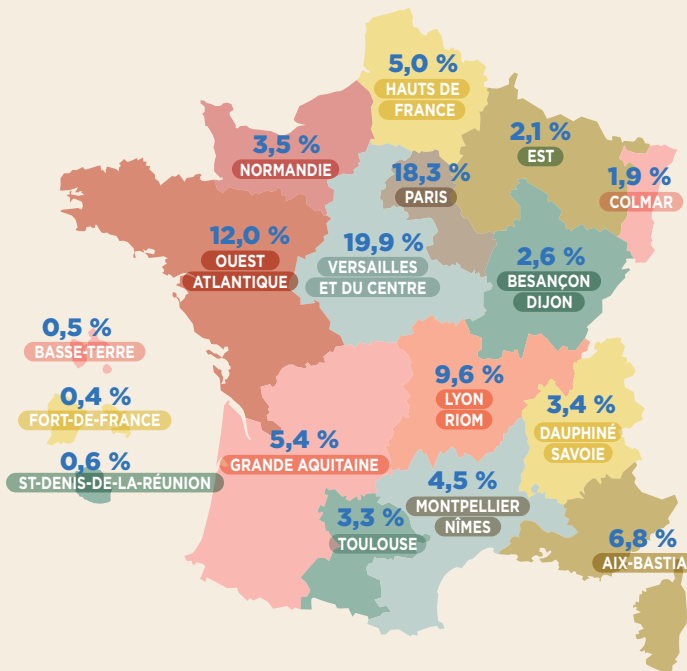 5,0 %
HAUTS DE
FRANCE
3,5 %
NORMANDIE
2,1 %
EST
18,3 %
PARIS
1,9 %
COLMAR
12,0 %
OUEST
ATLANTIQUE
19,9 %
VERSAILLES
ET DU CENTRE
2,6 %
BESANÇON
DIJON
0,5 %
BASSE-TERRE
0,4 %
FORT-DE-FRANCE
0,6 %
ST-DENIS-DE-LA-RÉUNION
9,6 %
LYON
RIOM
3,4 %
DAUPHINÉ
SAVOIE
5,4 %
GRANDE AQUITAINE
4,5 %
MONTPELLIER
NÎMES
3,3 %
TOULOUSE
6,8 %
AIX-BASTIA